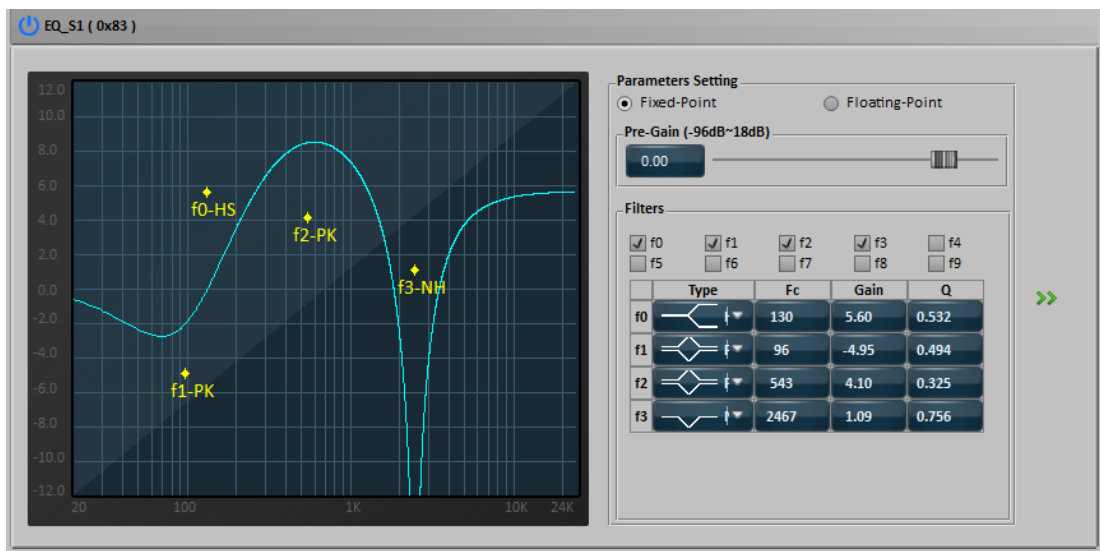 EQ_S1 ( 0x83 )
12.0
10.0
8.0
6.0
4.0
2.0
0.0
-2.0
-4.0
-6.0
-8.0
-10.0
-12.0
20 100 1K 10K 24K
f0-HS
f2-PK
f3-NH
f1-PK
Parameters Setting
Fixed-Point Floating-Point
Pre-Gain (-96dB~18dB)
0.00
Filters
f0 f1 f2 f3 f4
f5 f6 f7 f8 f9
Type Fc Gain Q
f0 130 5.60 0.532
f1 96 -4.95 0.494
f2 543 4.10 0.325
f3 2467 1.09 0.756
>>